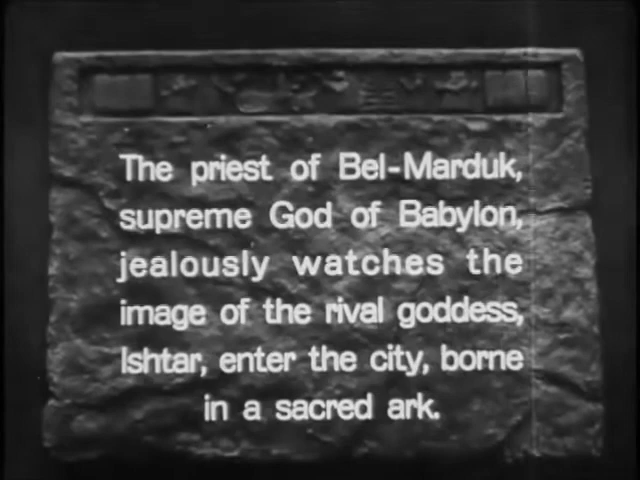 The priest of Bel-Marduk,
supreme God of Babylon,
jealously watches the
image of the rival goddess,
Ishtar, enter the city, borne
in a sacred ark.